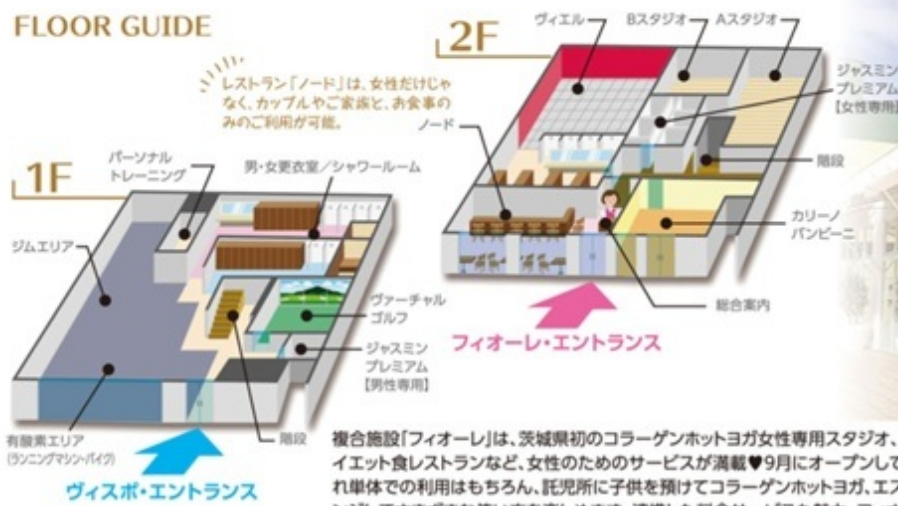 FLOOR GUIDE
レストラン「ノード」は、女性だけじゃ
なく、カップルやご家族と、お食事の
みのご利用が可能。
2F
ヴィエル
Bスタジオ
Aスタジオ
ジャスミン
プレミアム
【女性専用】
ノード
階段
カリーノ
バンビーニ
総合案内
フィオーレ・エントランス
1F
パーソナル
トレーニング
男・女更衣室／シャワールーム
ジムエリア
ヴァーチャル
ゴルフ
ジャスミン
プレミアム
【男性専用】
階段
有酸素エリア
(ランニングマシン・バイク)
ヴィスポ・エントランス
複合施設「フィオーレ」は、茨城県初のコラーゲンホットヨガ女性専用スタジオ、
イエット食レストランなど、女性のためのサービスが満載♥9月にオープンして
れ単体での利用はもちろん、託児所に子供を預けてコラーゲンホットヨガ、エス